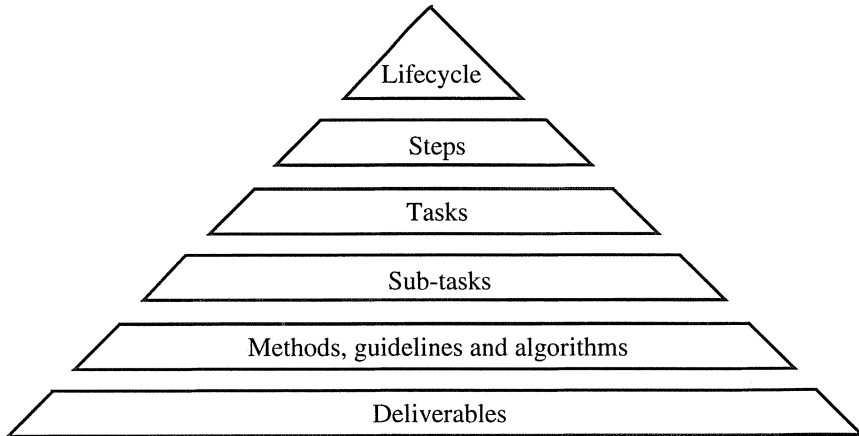 Lifecycle
Steps
Tasks
Sub-tasks
Methods, guidelines and algorithms
Deliverables